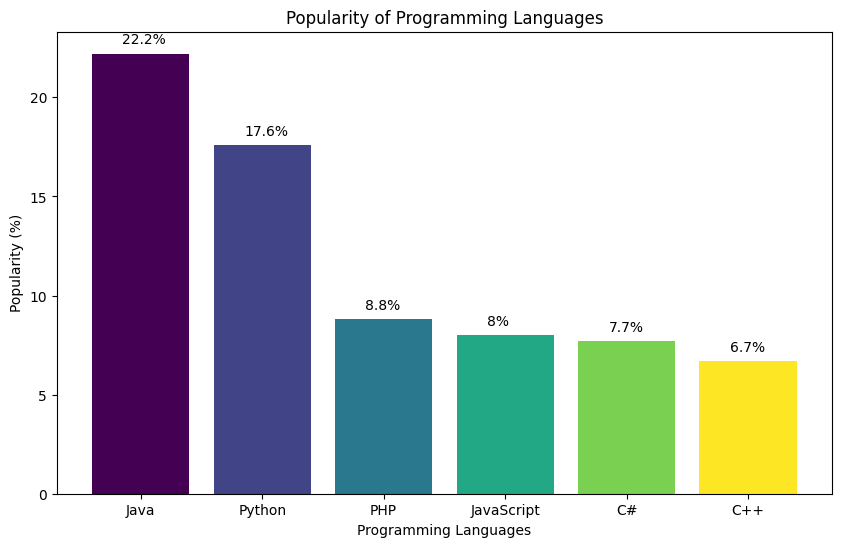 Popularity of Programming Languages
22.2%
17.6%
8.8%
8%
7.7%
6.7%
20
15
10
5
0
Popularity (%)
Java Python PHP JavaScript C# C++
Programming Languages